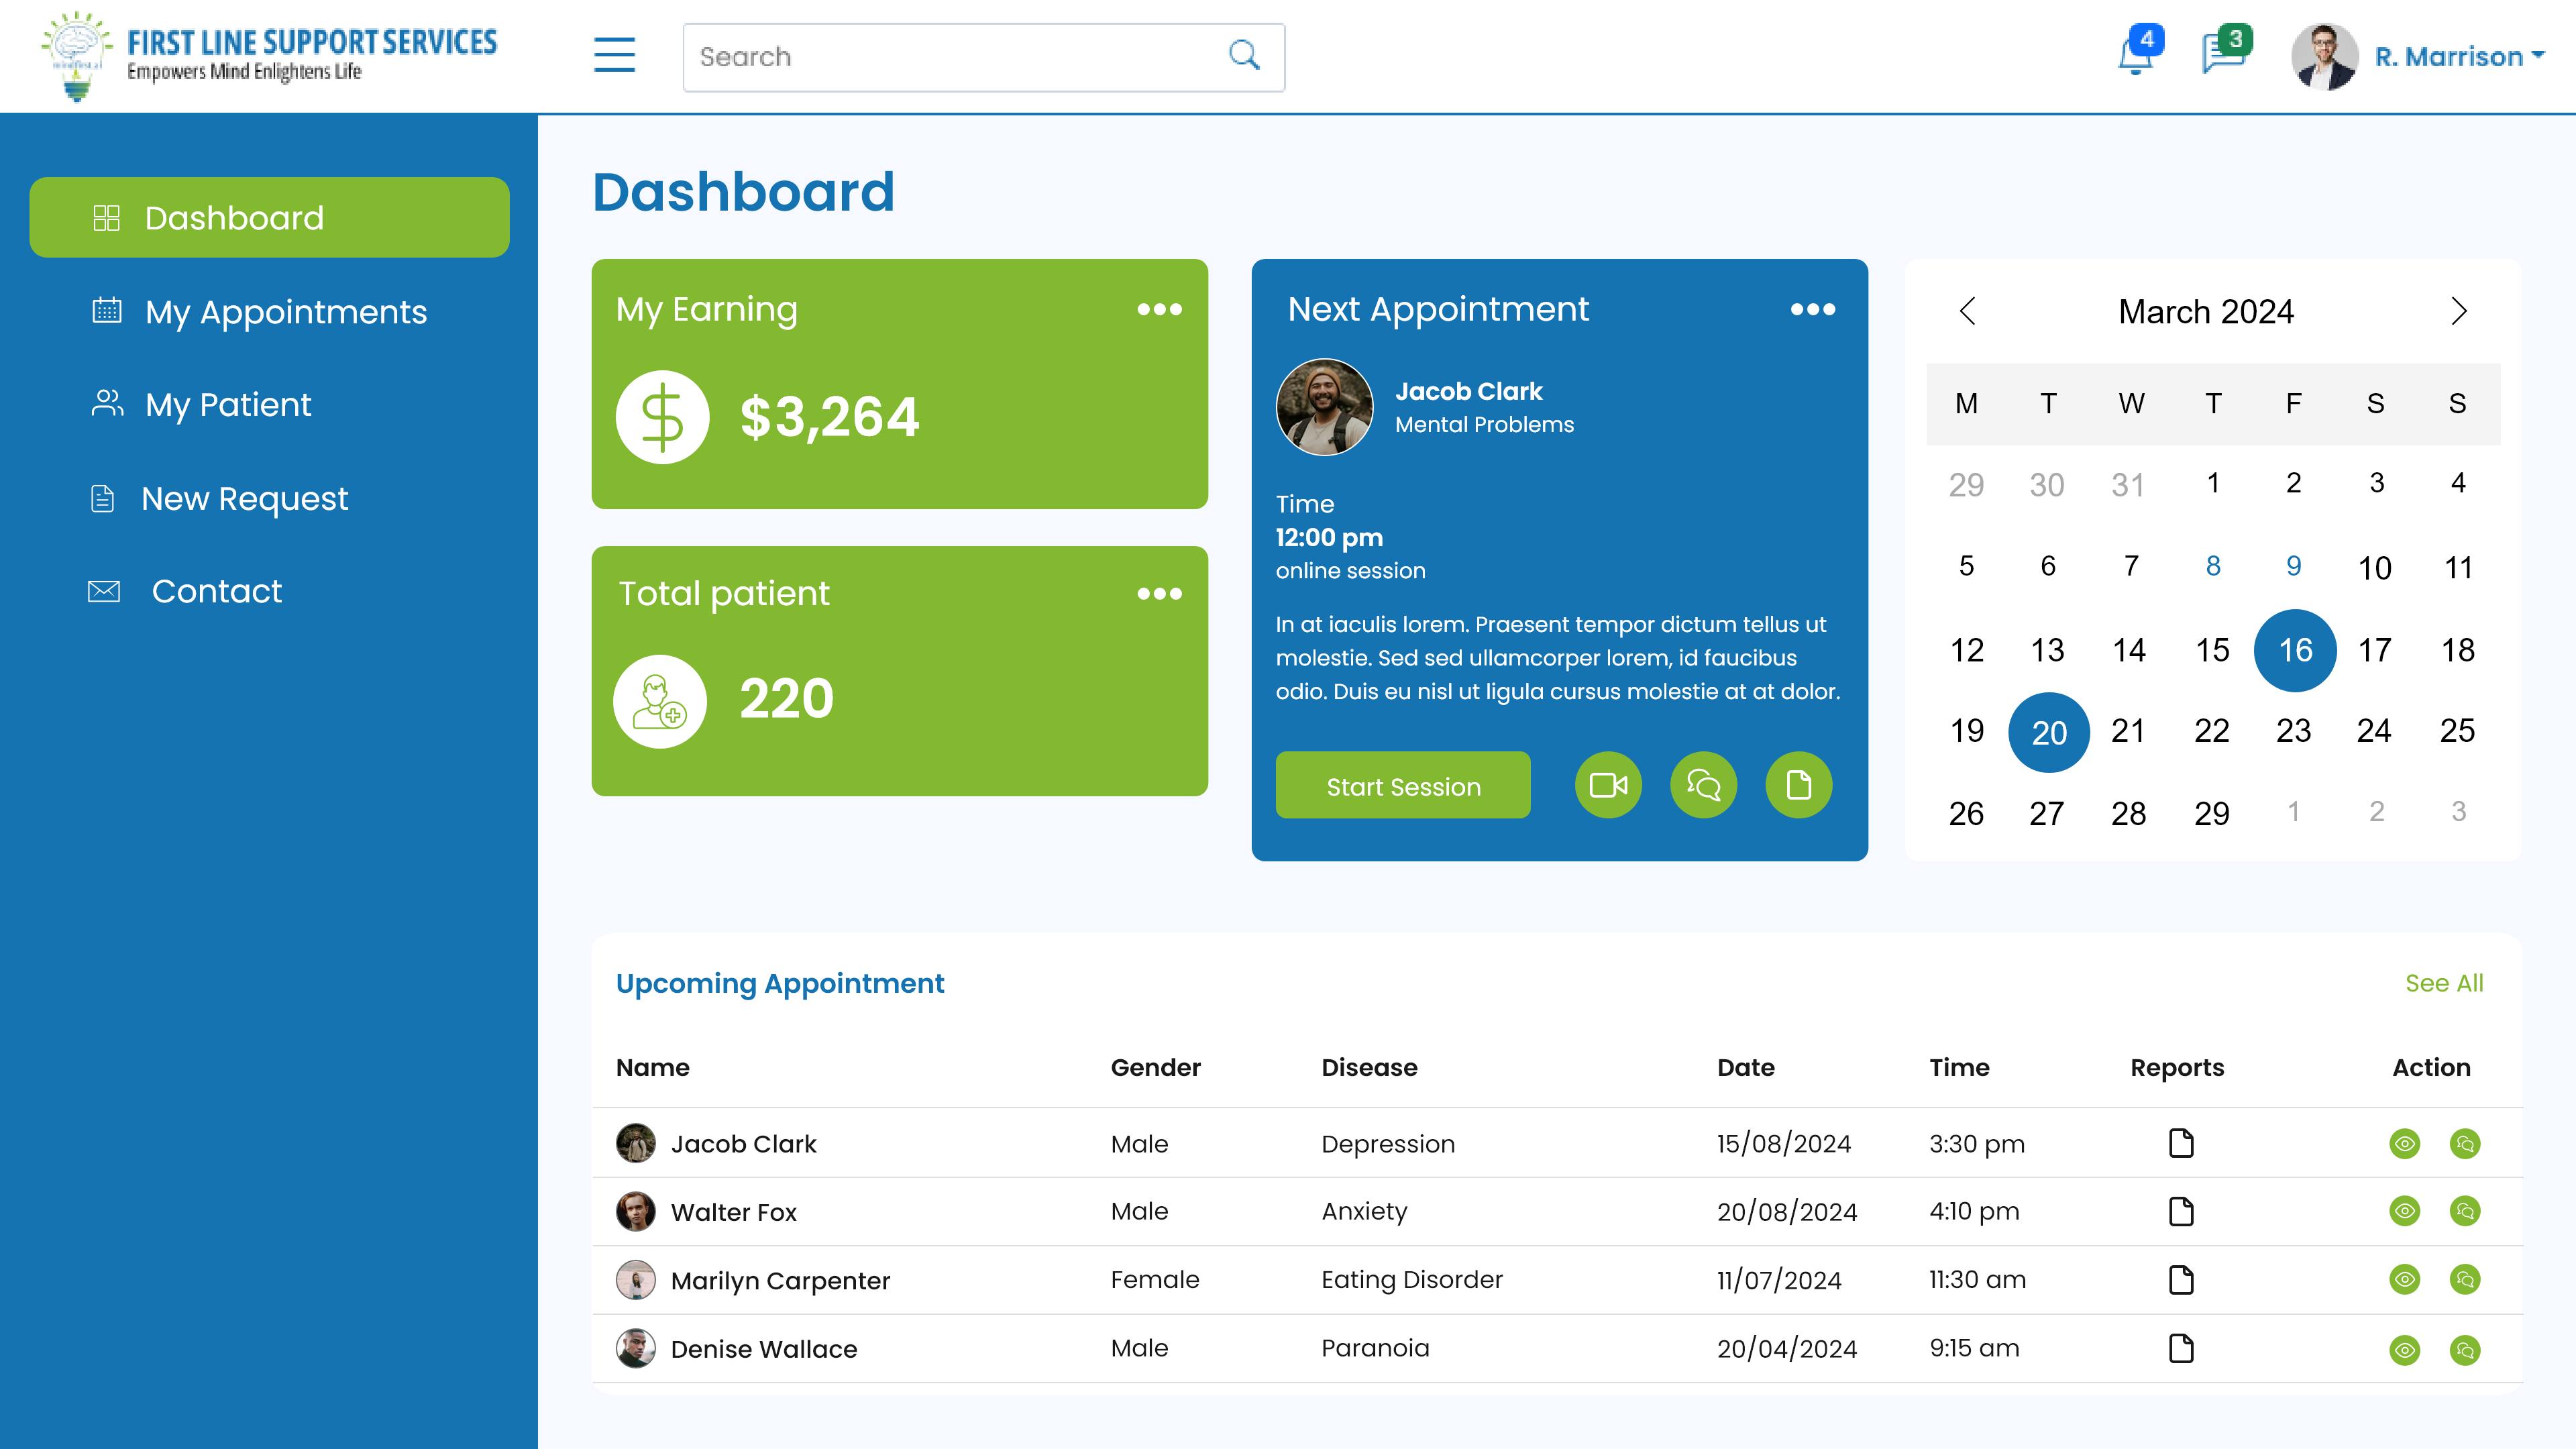 FIRST LINE SUPPORT SERVICES
Empowers Mind Enlightens Life
Search
4
3
R. Marrison
Dashboard
My Appointments
My Patient
New Request
Contact
Dashboard
My Earning
$3,264
Total patient
220
Next Appointment
Jacob Clark
Mental Problems
Time
12:00 pm
online session
In at iaculis lorem. Praesent tempor dictum tellus ut
molestie. Sed sed ullamcorper lorem, id faucibus
odio. Duis eu nisl ut ligula cursus molestie at at dolor.
Start Session
March 2024
M T W T F S S
29 30 31 1 2 3 4
5 6 7 8 9 10 11
12 13 14 15 16 17 18
19 20 21 22 23 24 25
26 27 28 29 1 2 3
Upcoming Appointment
See All
Name Gender Disease Date Time Reports Action
Jacob Clark Male Depression 15/08/2024 3:30 pm
Walter Fox Male Anxiety 20/08/2024 4:10 pm
Marilyn Carpenter Female Eating Disorder 11/07/2024 11:30 am
Denise Wallace Male Paranoia 20/04/2024 9:15 am